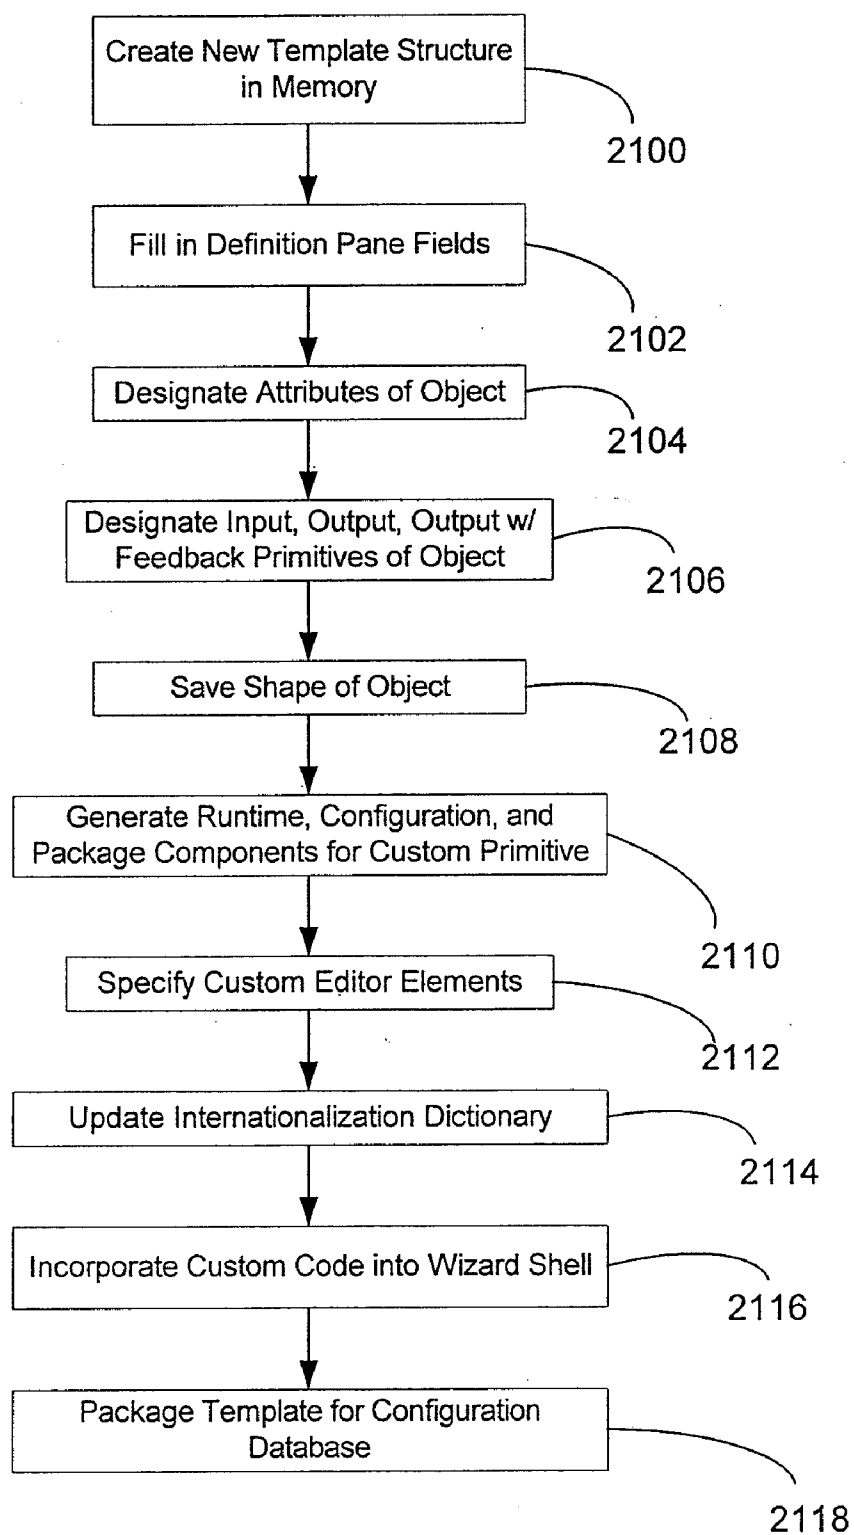 Create New Template Structure
in Memory
2100
Fill in Definition Pane Fields
2102
Designate Attributes of Object
2104
Designate Input, Output, Output w/
Feedback Primitives of Object
2106
Save Shape of Object
2108
Generate Runtime, Configuration, and
Package Components for Custom Primitive
2110
Specify Custom Editor Elements
2112
Update Internationalization Dictionary
2114
Incorporate Custom Code into Wizard Shell
2116
Package Template for Configuration
Database
2118